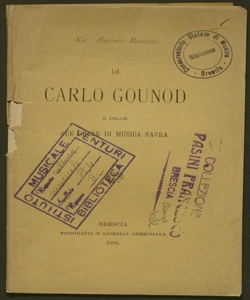 Sac. Antonio
DI
CARLO GOUNOD
E DELLE
SUE OPERE DI MUSICA SACRA
BRESCIA
TIPOGRAFIA E LIBRERIA QUERINIANA
Conservatorio Statale di Musica
Biblioteca
Brescia
ISTITUTO MUSICALE VENTURI
BIBLIOTECA
COLLEZIONE
PASINI FRANCESCO
BRESCIA